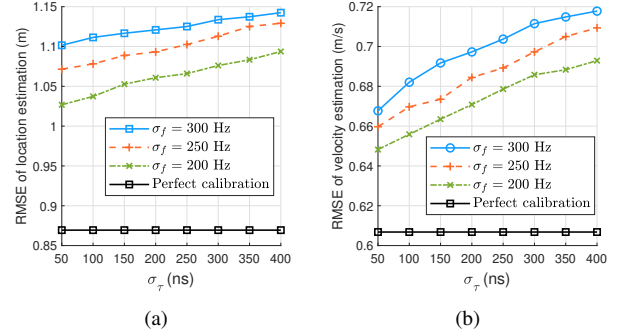 1.15
1.1
1.05
1
0.95
0.9
0.85
RMSE of location estimation (m)
σ_f = 300 Hz
σ_f = 250 Hz
σ_f = 200 Hz
Perfect calibration
50 100 150 200 250 300 350 400
σ_τ (ns)
(a)
0.72
0.7
0.68
0.66
0.64
0.62
0.6
RMSE of velocity estimation (m/s)
σ_f = 300 Hz
σ_f = 250 Hz
σ_f = 200 Hz
Perfect calibration
50 100 150 200 250 300 350 400
σ_τ (ns)
(b)